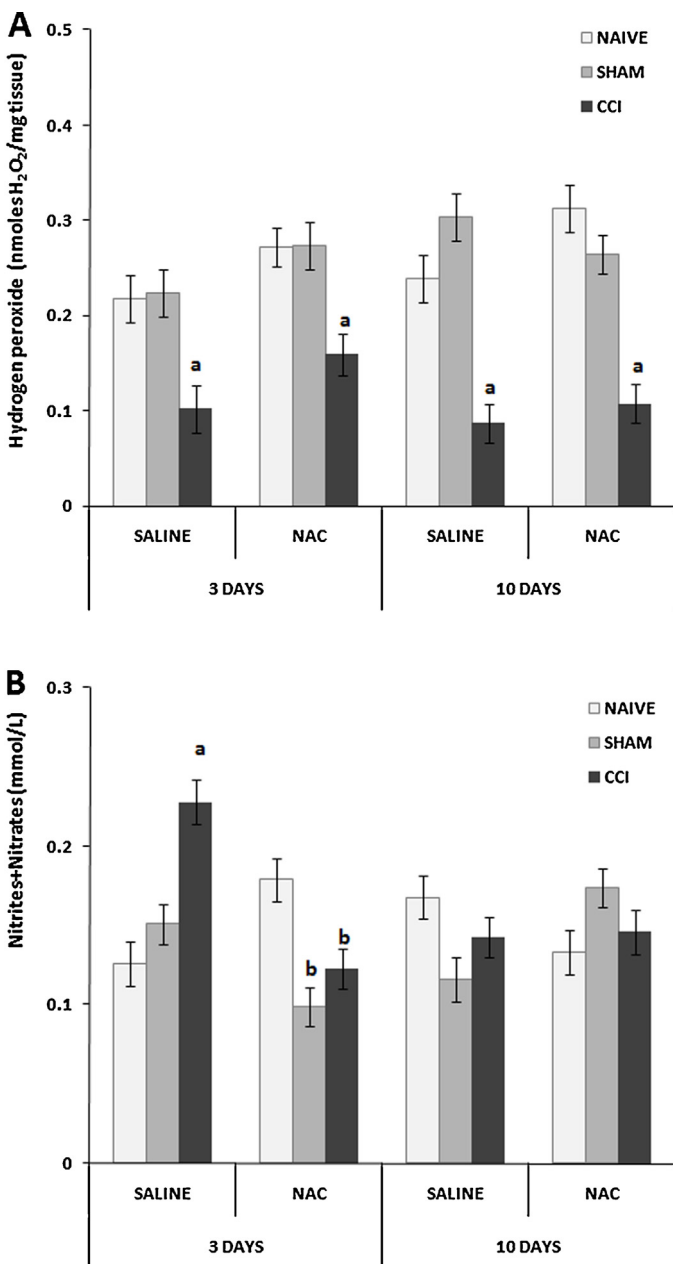 A
Hydrogen peroxide (nmoles H2O2/mg tissue)
0.5
0.4
0.3
0.2
0.1
0
NAIVE
SHAM
CCI
a
a
a
a
SALINE
NAC
SALINE
NAC
3 DAYS
10 DAYS
B
Nitrites+Nitrates (mmol/L)
0.3
0.2
0.1
0
NAIVE
SHAM
CCI
a
b
b
SALINE
NAC
SALINE
NAC
3 DAYS
10 DAYS